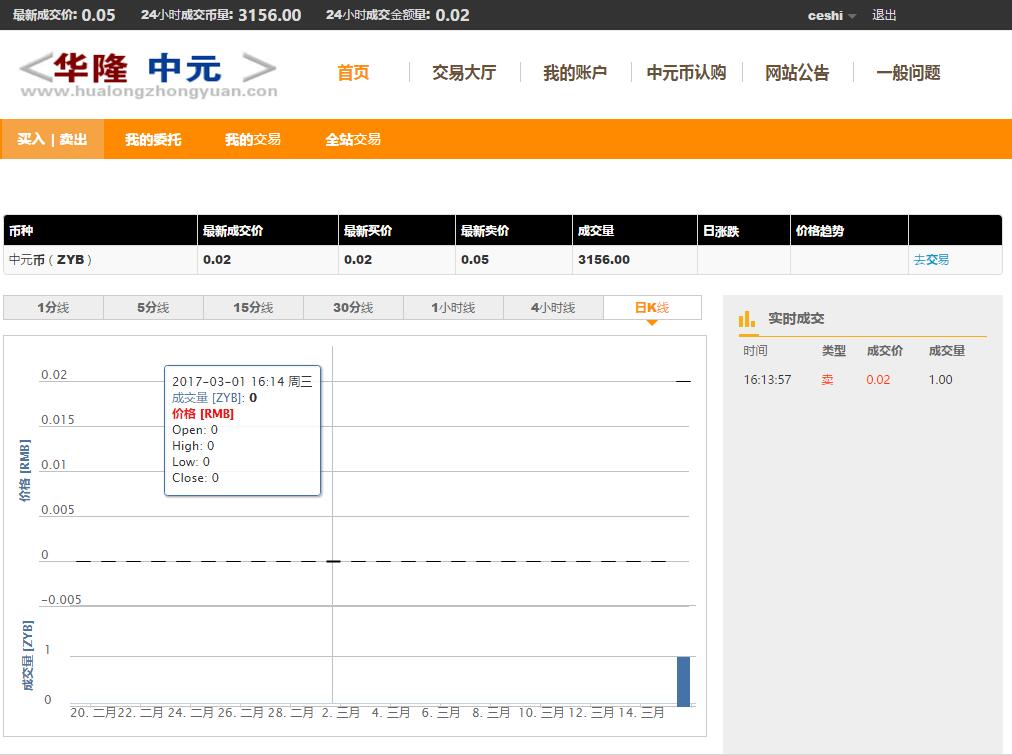 最新成交价: 0.05 24小时成交币量: 3156.00 24小时成交金额量: 0.02 ceshi 退出
<华隆 中元>
www.hualongzhongyuan.com
首页 交易大厅 我的账户 中元币认购 网站公告 一般问题
买入 | 卖出 我的委托 我的交易 全站交易
币种 最新成交价 最新买价 最新卖价 成交量 日涨跌 价格趋势
中元币（ZYB） 0.02 0.02 0.05 3156.00 去交易
1分线 5分线 15分线 30分线 1小时线 4小时线 日K线
实时成交
时间 类型 成交价 成交量
16:13:57 卖 0.02 1.00
价格 [RMB]
0.02
0.015
0.01
0.005
0
-0.005
2017-03-01 16:14 周三
成交量 [ZYB]: 0
价格 [RMB]
Open: 0
High: 0
Low: 0
Close: 0
成交量 [ZYB]
1
0
20. 二月 22. 二月 24. 二月 26. 二月 28. 二月 2. 三月 4. 三月 6. 三月 8. 三月 10. 三月 12. 三月 14. 三月